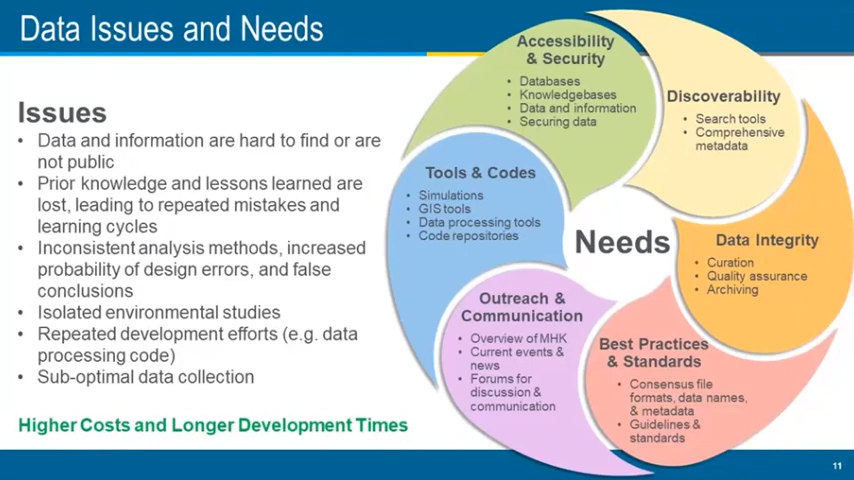 Data Issues and Needs
Issues
• Data and information are hard to find or are
not public
• Prior knowledge and lessons learned are
lost, leading to repeated mistakes and
learning cycles
• Inconsistent analysis methods, increased
probability of design errors, and false
conclusions
• Isolated environmental studies
• Repeated development efforts (e.g. data
processing code)
• Sub-optimal data collection
Higher Costs and Longer Development Times
Accessibility
& Security
• Databases
• Knowledgebases
• Data and information
• Securing data
Discoverability
• Search tools
• Comprehensive
metadata
Data Integrity
• Curation
• Quality assurance
• Archiving
Best Practices
& Standards
• Consensus file
formats, data names,
& metadata
• Guidelines &
standards
Outreach &
Communication
• Overview of MHK
• Current events &
news
• Forums for
discussion &
communication
Tools & Codes
• Simulations
• GIS tools
• Data processing tools
• Code repositories
Needs
11